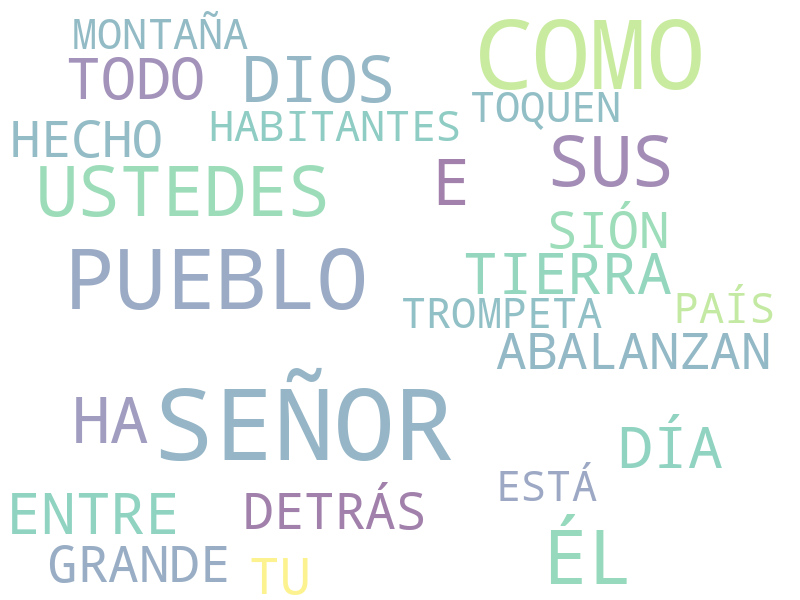 MONTAÑA
COMO
TODO
DIOS
TOQUEN
HECHO
HABITANTES
USTEDES
E
SUS
SIÓN
PUEBLO
TIERRA
TROMPETA
PAÍS
ABALANZAN
HA
SEÑOR
DÍA
ENTRE
DETRÁS
ESTÁ
GRANDE
TU
ÉL